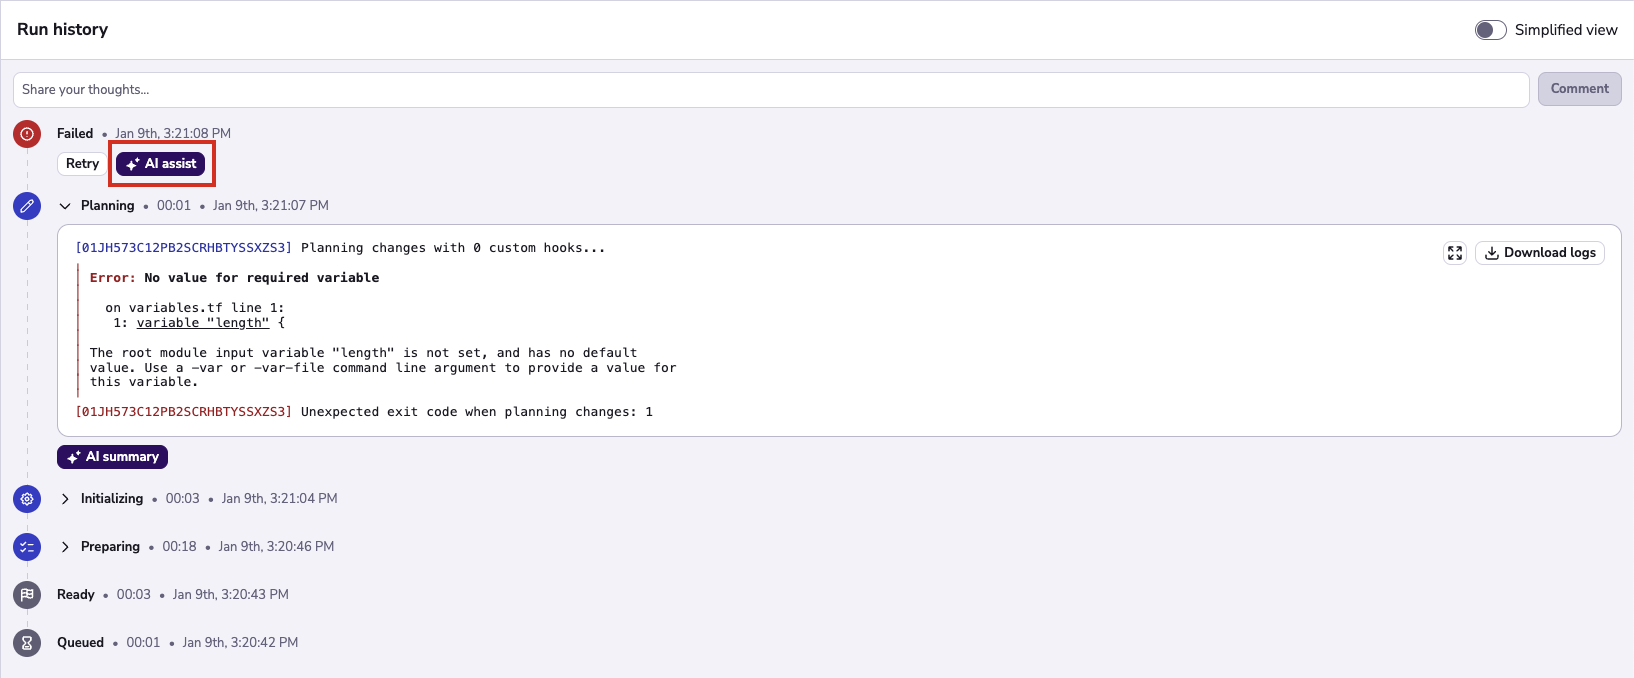 Run history
Simplified view
Share your thoughts...
Comment
Failed • Jan 9th, 3:21:08 PM
Retry
AI assist
Planning • 00:01 • Jan 9th, 3:21:07 PM
[01JH573C12PB2SCRHBTYSSXZS3] Planning changes with 0 custom hooks...
Download logs
Error: No value for required variable
on variables.tf line 1:
1: variable "length" {
The root module input variable "length" is not set, and has no default
value. Use a -var or -var-file command line argument to provide a value for
this variable.
[01JH573C12PB2SCRHBTYSSXZS3] Unexpected exit code when planning changes: 1
AI summary
Initializing • 00:03 • Jan 9th, 3:21:04 PM
Preparing • 00:18 • Jan 9th, 3:20:46 PM
Ready • 00:03 • Jan 9th, 3:20:43 PM
Queued • 00:01 • Jan 9th, 3:20:42 PM